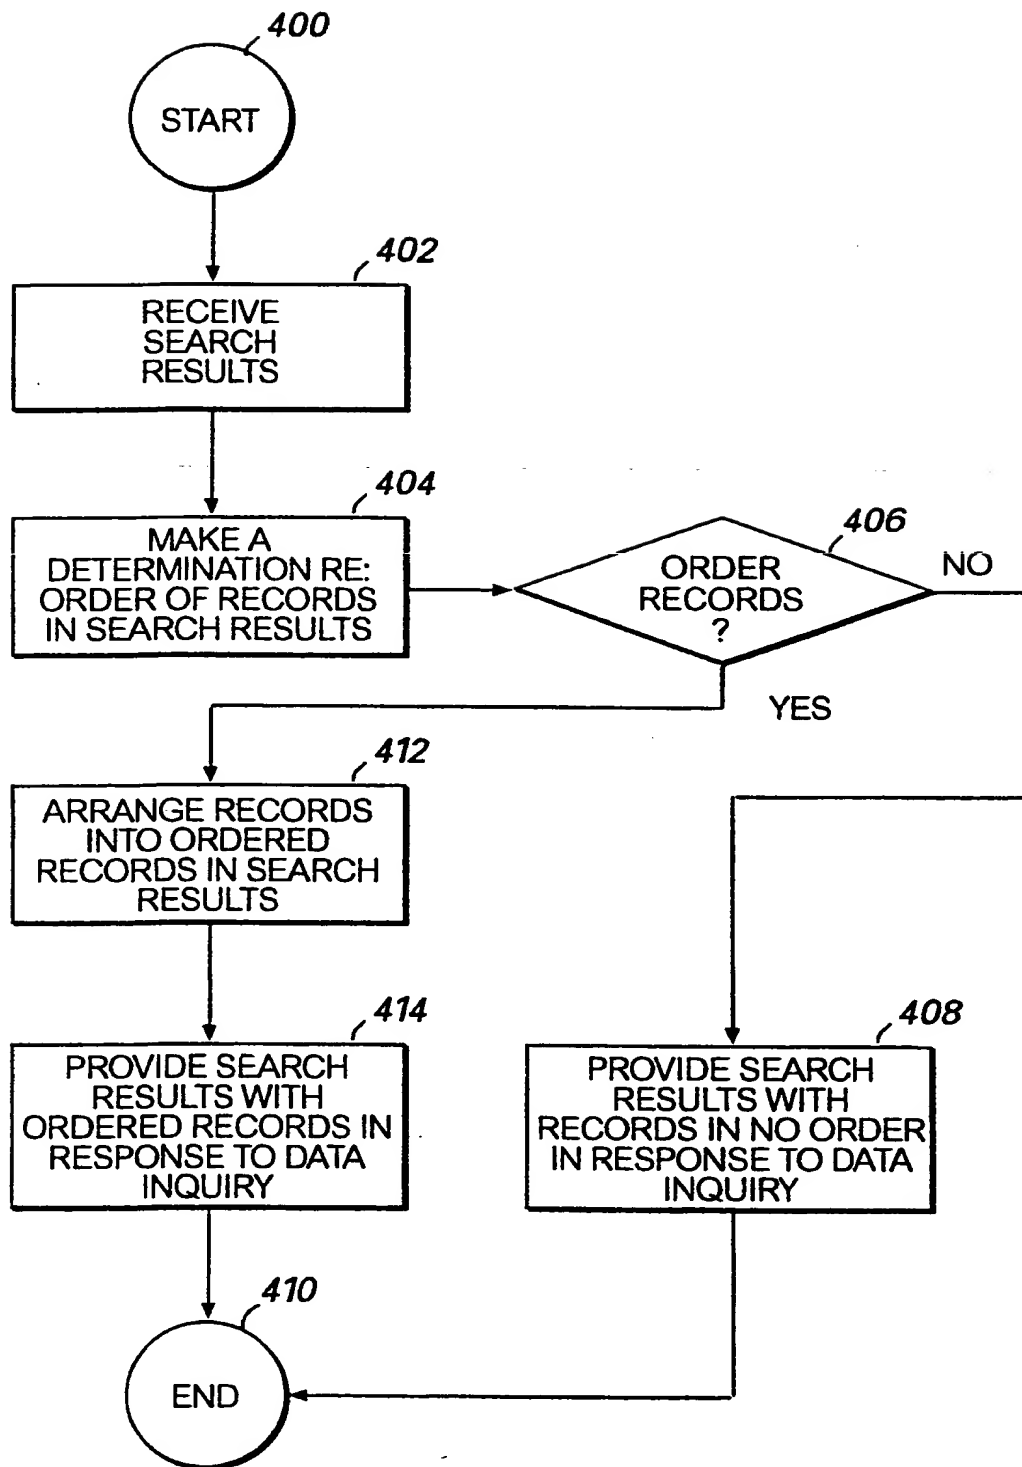 400
START
402
RECEIVE
SEARCH
RESULTS
404
MAKE A
DETERMINATION RE:
ORDER OF RECORDS
IN SEARCH RESULTS
406
ORDER
RECORDS
?
NO
YES
412
ARRANGE RECORDS
INTO ORDERED
RECORDS IN SEARCH
RESULTS
414
PROVIDE SEARCH
RESULTS WITH
ORDERED RECORDS IN
RESPONSE TO DATA
INQUIRY
408
PROVIDE SEARCH
RESULTS WITH
RECORDS IN NO ORDER
IN RESPONSE TO DATA
INQUIRY
410
END